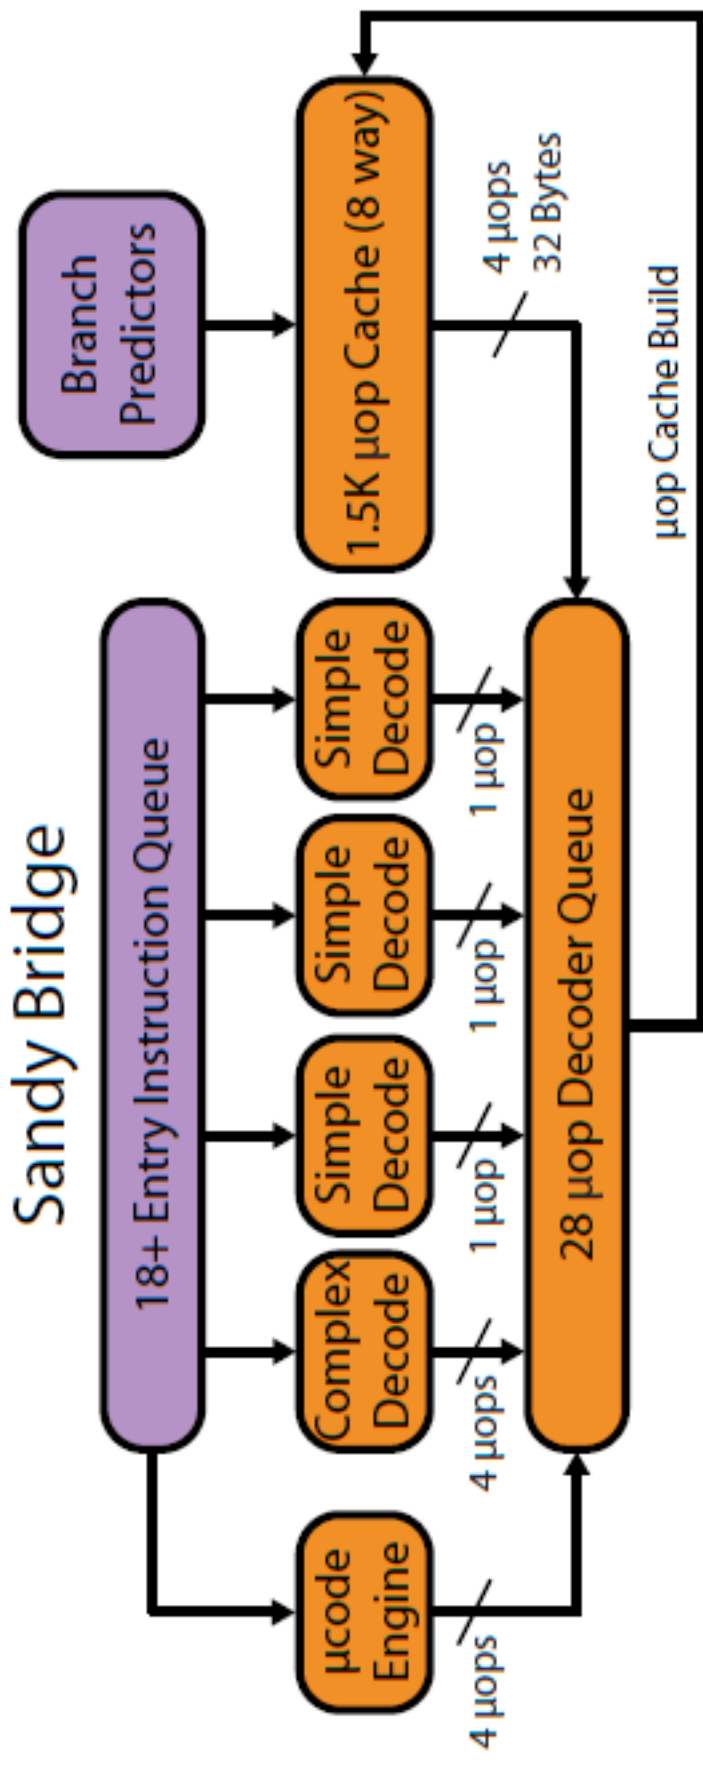 Sandy Bridge
18+ Entry Instruction Queue
Branch
Predictors
µcode
Engine
Complex
Decode
Simple
Decode
Simple
Decode
Simple
Decode
1.5K µop Cache (8 way)
4 µops
4 µops
1 µop
1 µop
1 µop
4 µops
32 Bytes
28 µop Decoder Queue
µop Cache Build